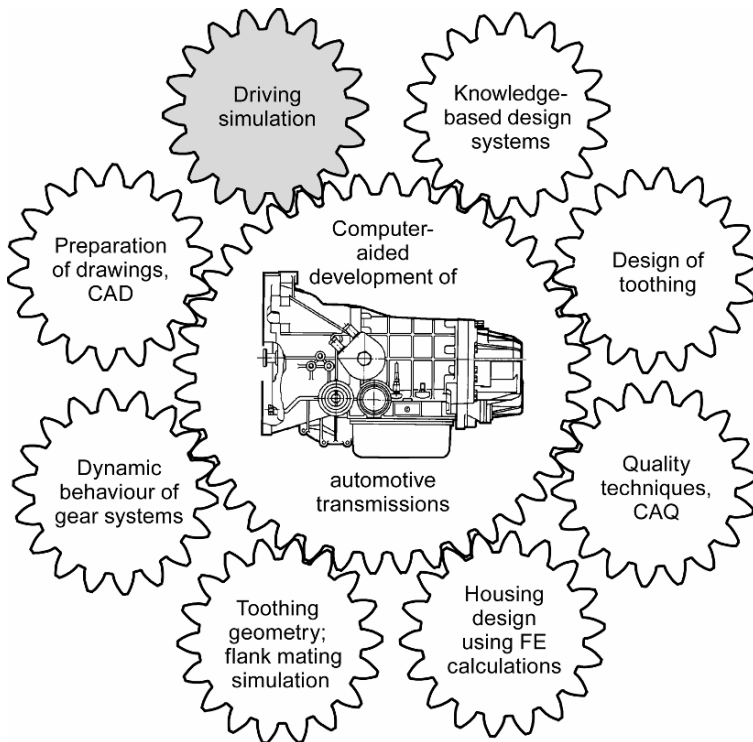 Driving
simulation
Knowledge-
based design
systems
Preparation
of drawings,
CAD
Computer-
aided
development of
Design of
toothing
Dynamic
behaviour of
gear systems
automotive
transmissions
Quality
techniques,
CAQ
Toothing
geometry;
flank mating
simulation
Housing
design
using FE
calculations